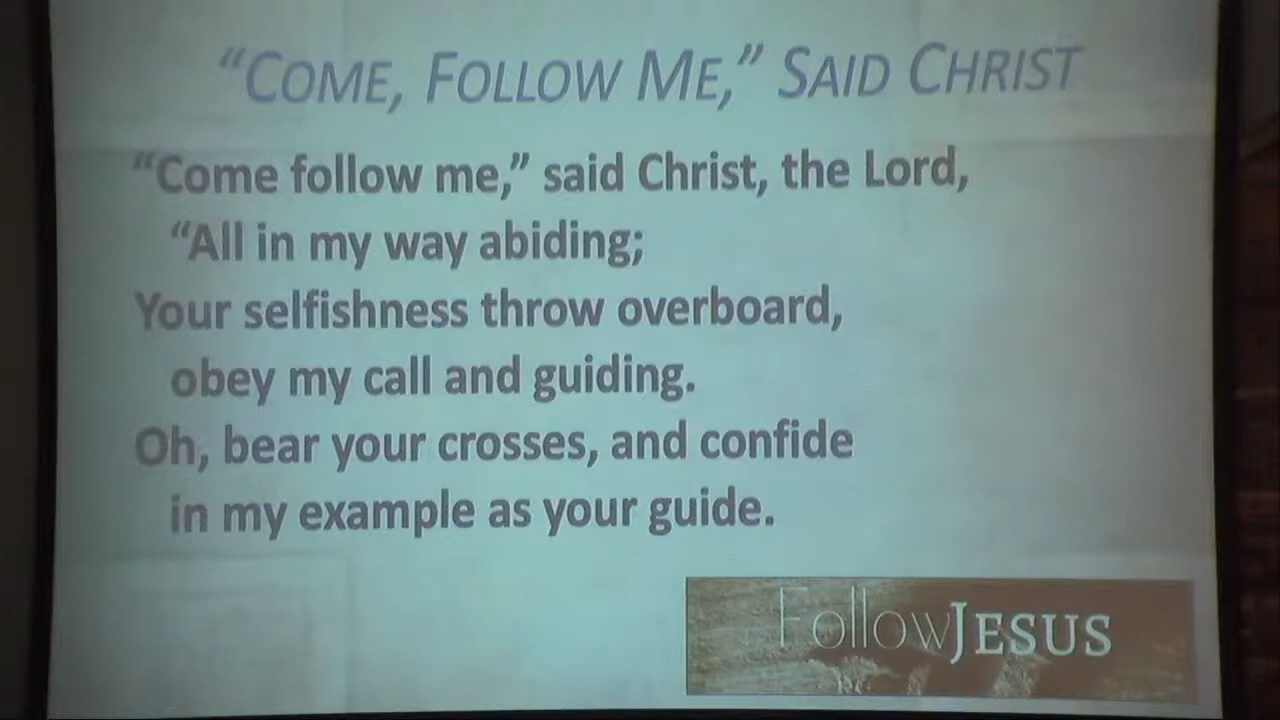 “COME, FOLLOW ME,” SAID CHRIST
“Come follow me,” said Christ, the Lord,
“All in my way abiding;
Your selfishness throw overboard,
obey my call and guiding.
Oh, bear your crosses, and confide
in my example as your guide.
FollowJESUS